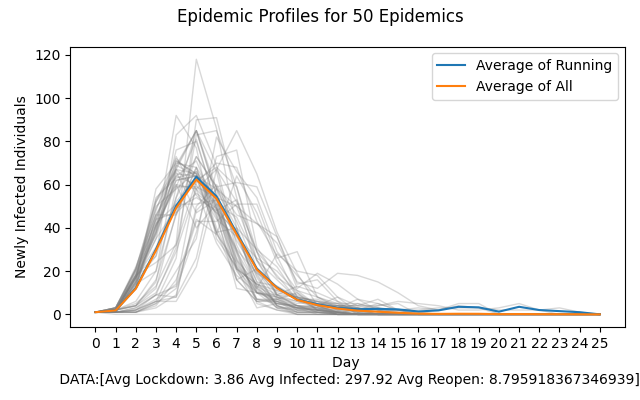 Epidemic Profiles for 50 Epidemics
120
100
80
60
40
20
0
Newly Infected Individuals
Average of Running
Average of All
0 1 2 3 4 5 6 7 8 9 10 11 12 13 14 15 16 17 18 19 20 21 22 23 24 25
Day
DATA:[Avg Lockdown: 3.86 Avg Infected: 297.92 Avg Reopen: 8.795918367346939]